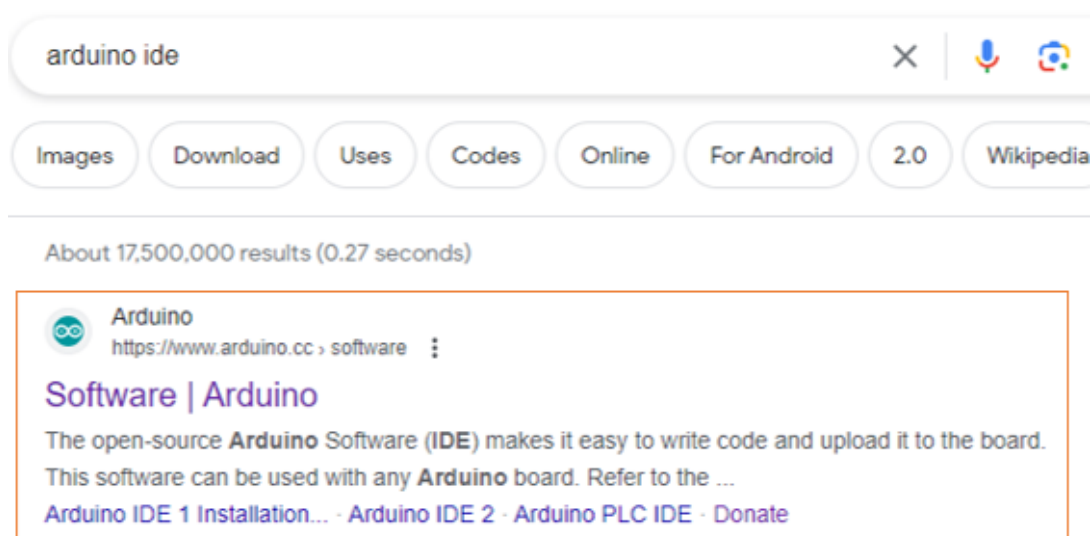 arduino ide
Images Download Uses Codes Online For Android 2.0 Wikipedia
About 17,500,000 results (0.27 seconds)
Arduino
https://www.arduino.cc › software
Software | Arduino
The open-source Arduino Software (IDE) makes it easy to write code and upload it to the board.
This software can be used with any Arduino board. Refer to the ...
Arduino IDE 1 Installation... · Arduino IDE 2 · Arduino PLC IDE · Donate